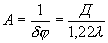 A = 1/δφ = Д/1,22λ